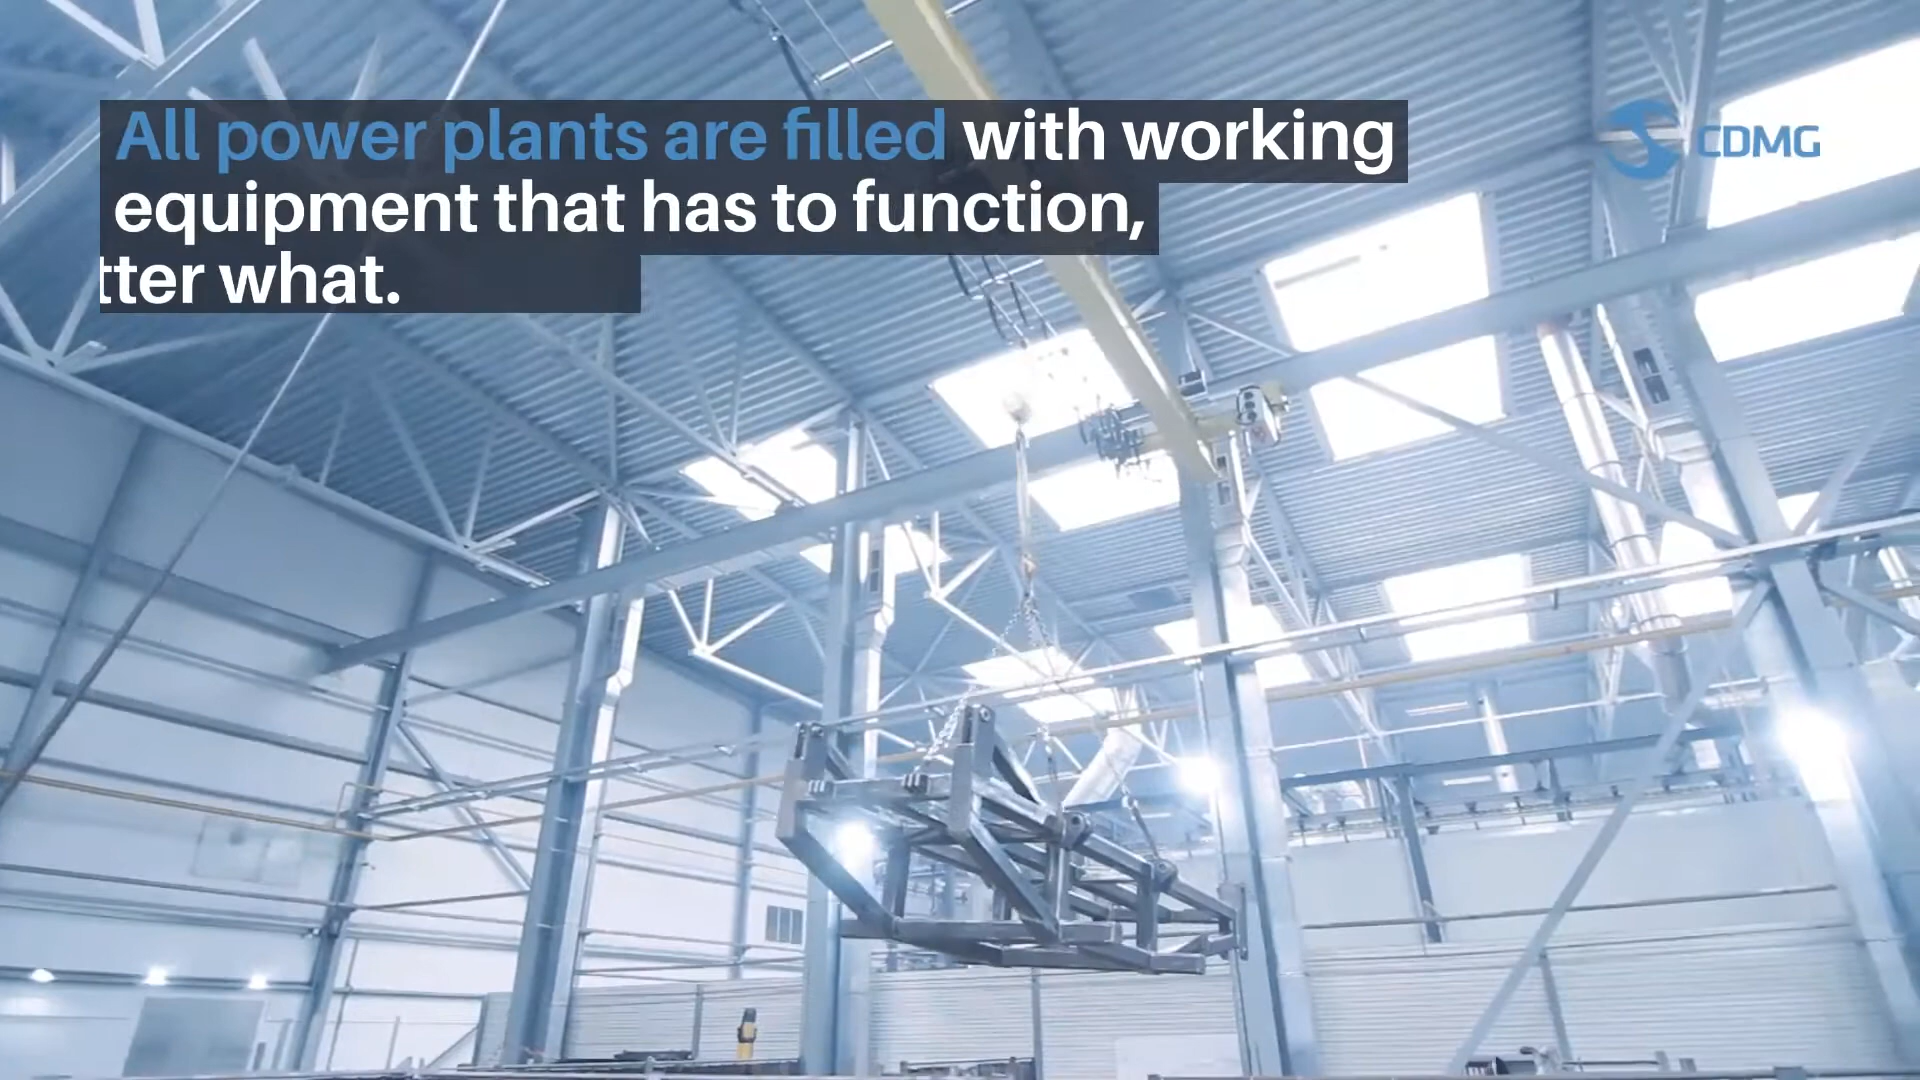 All power plants are filled with working
equipment that has to function,
tter what.
CDMG